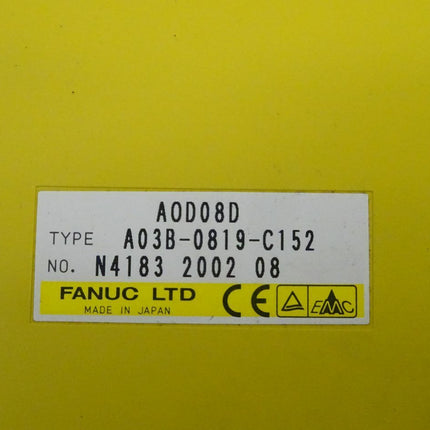 AOD08D
TYPE A03B-0819-C152
NO. N4183 2002 08
FANUC LTD
MADE IN JAPAN
CE
EMC